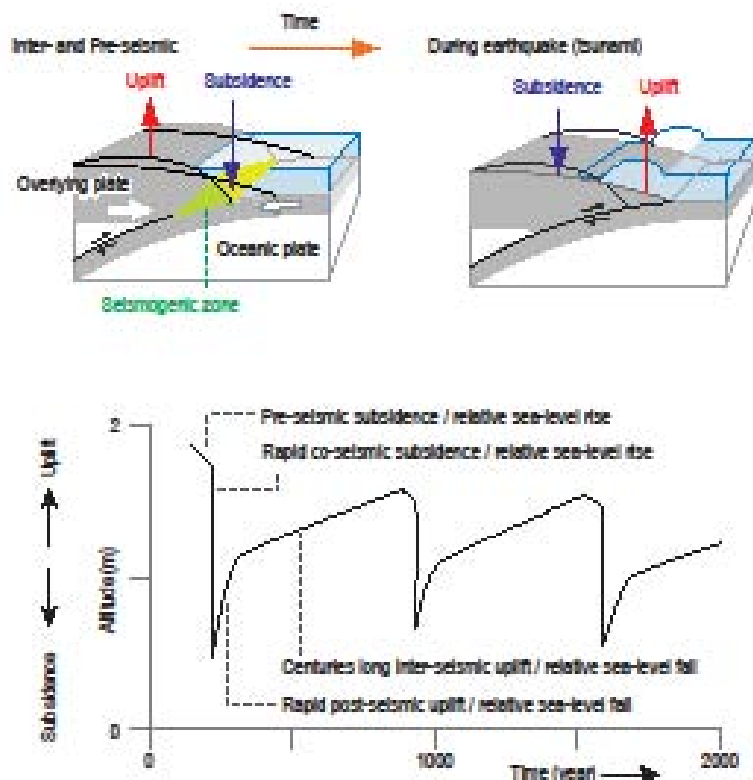 Time
Inter- and Pre-seismic
During earthquake (tsunami)
Uplift
Subsidence
Subsidence
Uplift
Overlying plate
Oceanic plate
Seismogenic zone
2
Pre-seismic subsidence / relative sea-level rise
Rapid co-seismic subsidence / relative sea-level rise
Uplift
Altitude (m)
Subsidence
Centuries long inter-seismic uplift / relative sea-level fall
Rapid post-seismic uplift / relative sea-level fall
0
0
1000
2000
Time (year)